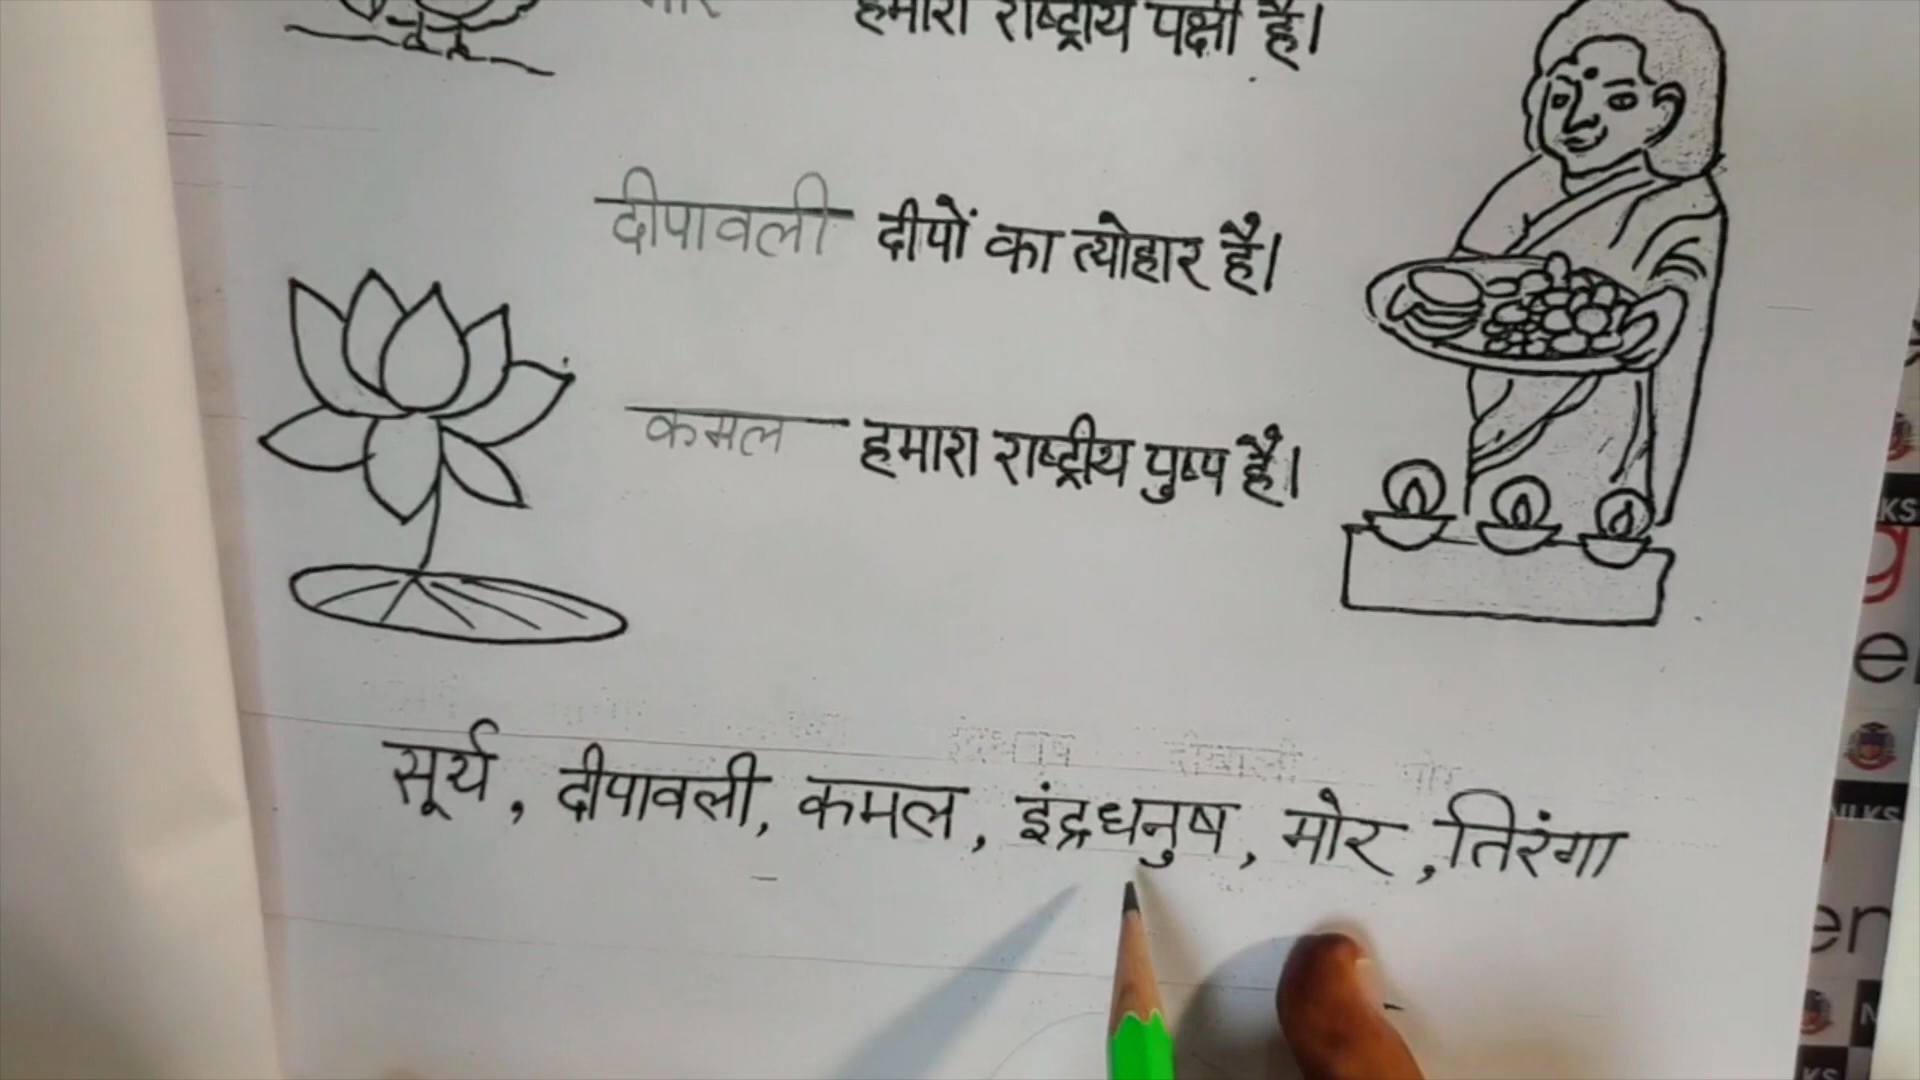 मोर हमारा राष्ट्रीय पक्षी है।
दीपावली दीपों का त्योहार है।
कमल हमारा राष्ट्रीय पुष्प है।
सूर्य, दीपावली, कमल, इंद्रधनुष, मोर, तिरंगा